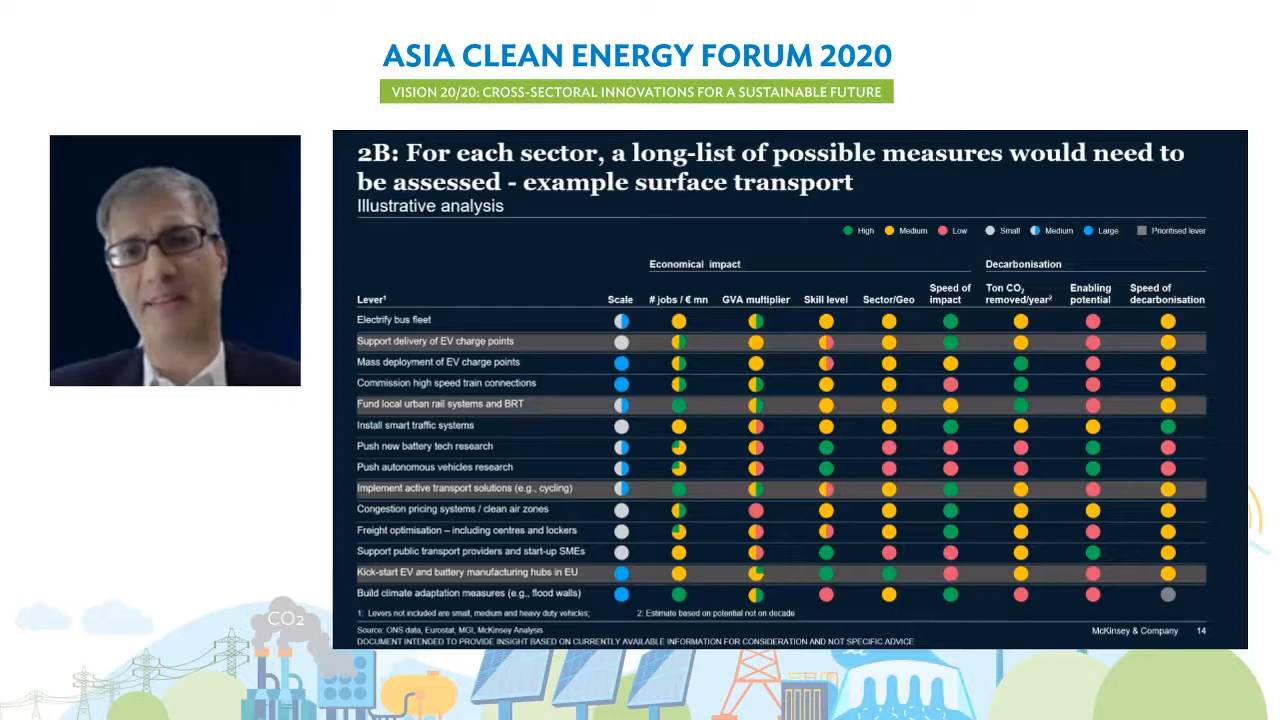 ASIA CLEAN ENERGY FORUM 2020
VISION 20/20: CROSS-SECTORAL INNOVATIONS FOR A SUSTAINABLE FUTURE
2B: For each sector, a long-list of possible measures would need to
be assessed - example surface transport
Illustrative analysis
High Medium Low Small Medium Large Prioritised lever
Economical impact Decarbonisation
Lever¹ Scale # jobs / € mn GVA multiplier Skill level Sector/Geo Speed of impact Ton CO₂ removed/year² Enabling potential Speed of decarbonisation
Electrify bus fleet
Support delivery of EV charge points
Mass deployment of EV charge points
Commission high speed train connections
Fund local urban rail systems and BRT
Install smart traffic systems
Push new battery tech research
Push autonomous vehicles research
Implement active transport solutions (e.g., cycling)
Congestion pricing systems / clean air zones
Freight optimisation – including centres and lockers
Support public transport providers and start-up SMEs
Kick-start EV and battery manufacturing hubs in EU
Build climate adaptation measures (e.g., flood walls)
1: Levers not included are small, medium and heavy duty vehicles; 2: Estimate based on potential not on decade
Source: ONS data, Eurostat, MGI, McKinsey Analysis
McKinsey & Company 14
DOCUMENT INTENDED TO PROVIDE INSIGHT BASED ON CURRENTLY AVAILABLE INFORMATION FOR CONSIDERATION AND NOT SPECIFIC ADVICE
CO2